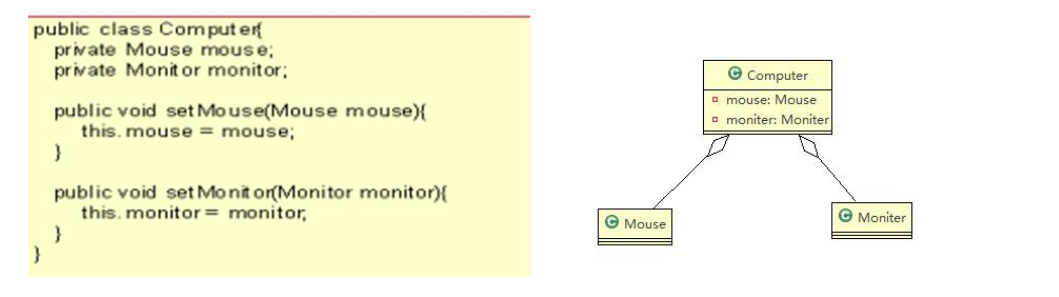 public class Computer{
private Mouse mouse;
private Monitor monitor;
public void setMouse(Mouse mouse){
this.mouse = mouse;
}
public void setMonitor(Monitor monitor){
this.monitor = monitor;
}
}
C Computer
mouse: Mouse
moniter: Moniter
C Mouse
C Moniter